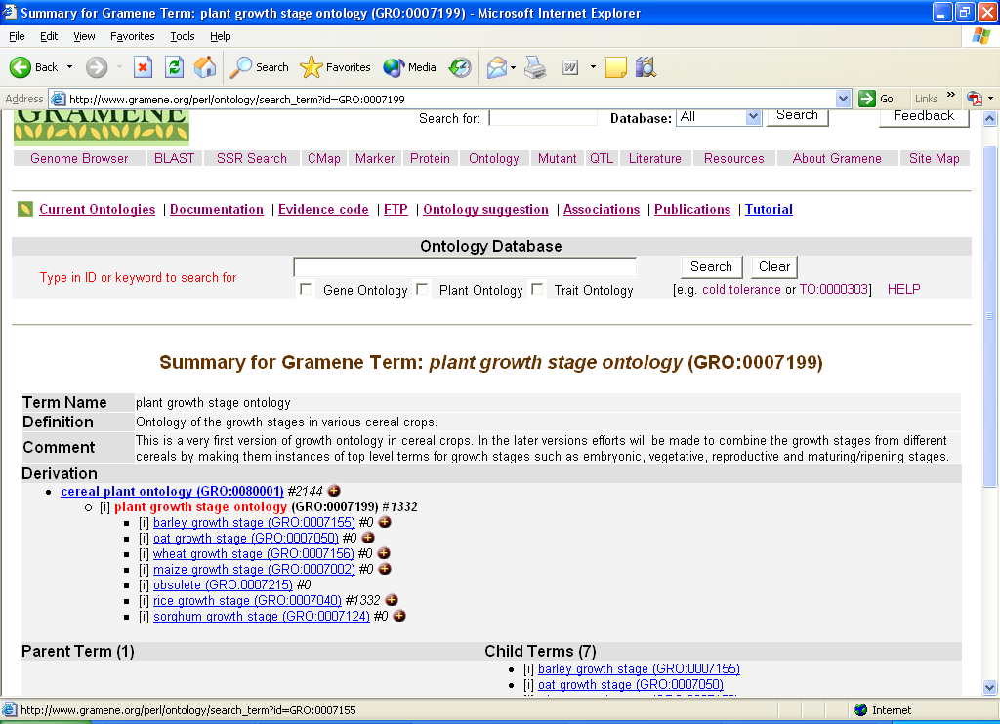 Summary for Gramene Term: plant growth stage ontology (GRO:0007199) - Microsoft Internet Explorer
File Edit View Favorites Tools Help
Back Search Favorites Media
Address http://www.gramene.org/perl/ontology/search_term?id=GRO:0007199 Go Links »
GRAMENE Search for: Database: All Search Feedback
Genome Browser BLAST SSR Search CMap Marker Protein Ontology Mutant QTL Literature Resources About Gramene Site Map
Current Ontologies | Documentation | Evidence code | FTP | Ontology suggestion | Associations | Publications | Tutorial
Ontology Database
Type in ID or keyword to search for Search Clear
Gene Ontology Plant Ontology Trait Ontology [e.g. cold tolerance or TO:0000303] HELP
Summary for Gramene Term: plant growth stage ontology (GRO:0007199)
Term Name plant growth stage ontology
Definition Ontology of the growth stages in various cereal crops.
Comment This is a very first version of growth ontology in cereal crops. In the later versions efforts will be made to combine the growth stages from different
cereals by making them instances of top level terms for growth stages such as embryonic, vegetative, reproductive and maturing/ripening stages.
Derivation
cereal plant ontology (GRO:0080001) #2144
[i] plant growth stage ontology (GRO:0007199) #1332
[i] barley growth stage (GRO:0007155) #0
[i] oat growth stage (GRO:0007050) #0
[i] wheat growth stage (GRO:0007156) #0
[i] maize growth stage (GRO:0007002) #0
[i] obsolete (GRO:0007215) #0
[i] rice growth stage (GRO:0007040) #1332
[i] sorghum growth stage (GRO:0007124) #0
Parent Term (1) Child Terms (7)
[i] barley growth stage (GRO:0007155)
[i] oat growth stage (GRO:0007050)
http://www.gramene.org/perl/ontology/search_term?id=GRO:0007155 Internet